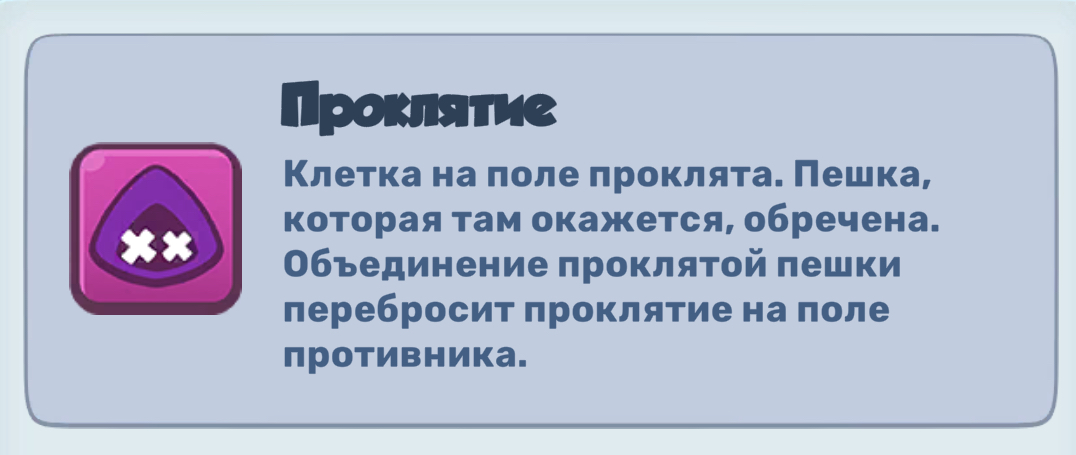 Проклятие
Клетка на поле проклята. Пешка,
которая там окажется, обречена.
Объединение проклятой пешки
перебросит проклятие на поле
противника.